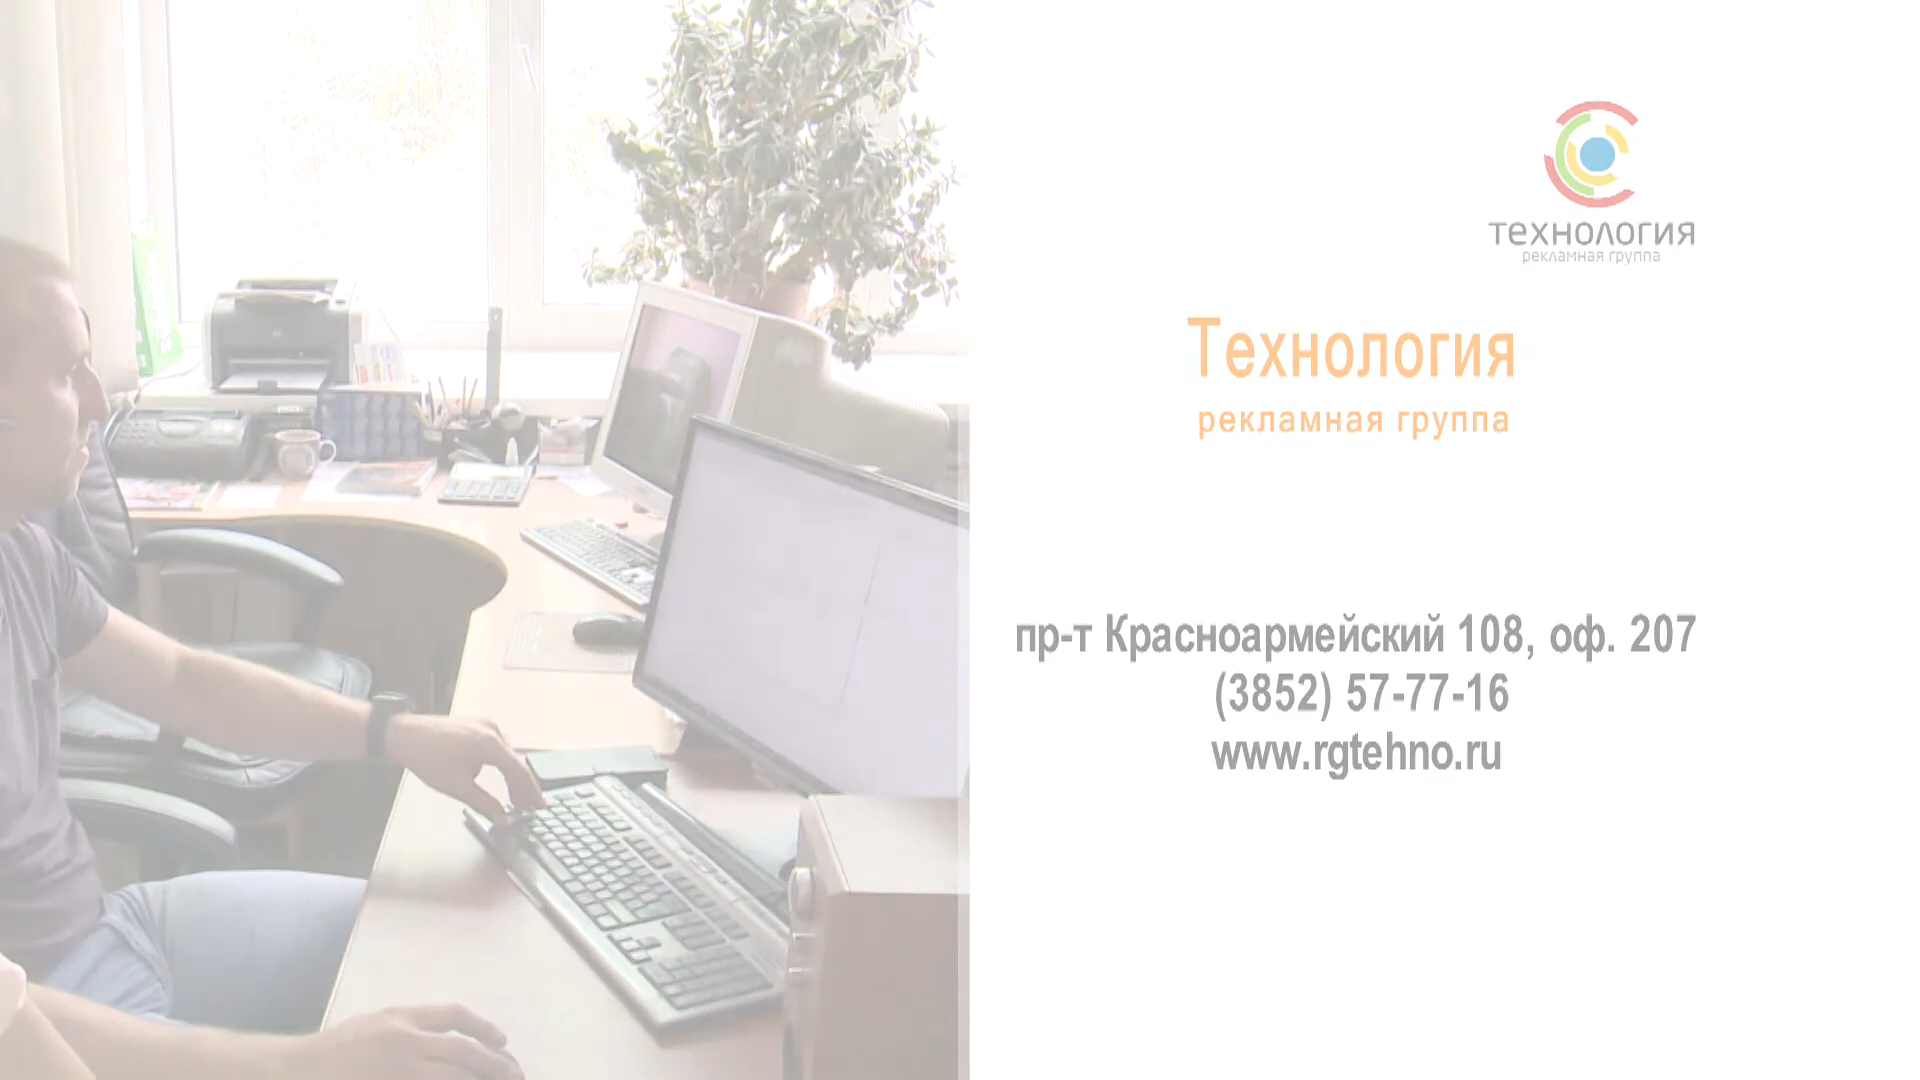 технология
рекламная группа
Технология
рекламная группа
пр-т Красноармейский 108, оф. 207
(3852) 57-77-16
www.rgtehno.ru